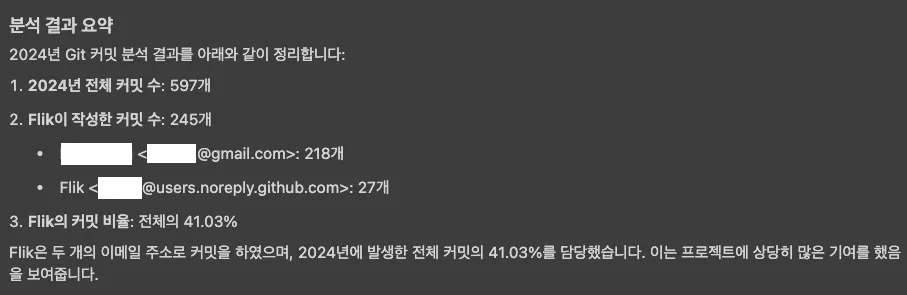 분석 결과 요약
2024년 Git 커밋 분석 결과를 아래와 같이 정리합니다:
1. 2024년 전체 커밋 수: 597개
2. Flik이 작성한 커밋 수: 245개
• <@gmail.com>: 218개
• Flik <@users.noreply.github.com>: 27개
3. Flik의 커밋 비율: 전체의 41.03%
Flik은 두 개의 이메일 주소로 커밋을 하였으며, 2024년에 발생한 전체 커밋의 41.03%를 담당했습니다. 이는 프로젝트에 상당히 많은 기여를 했음
을 보여줍니다.